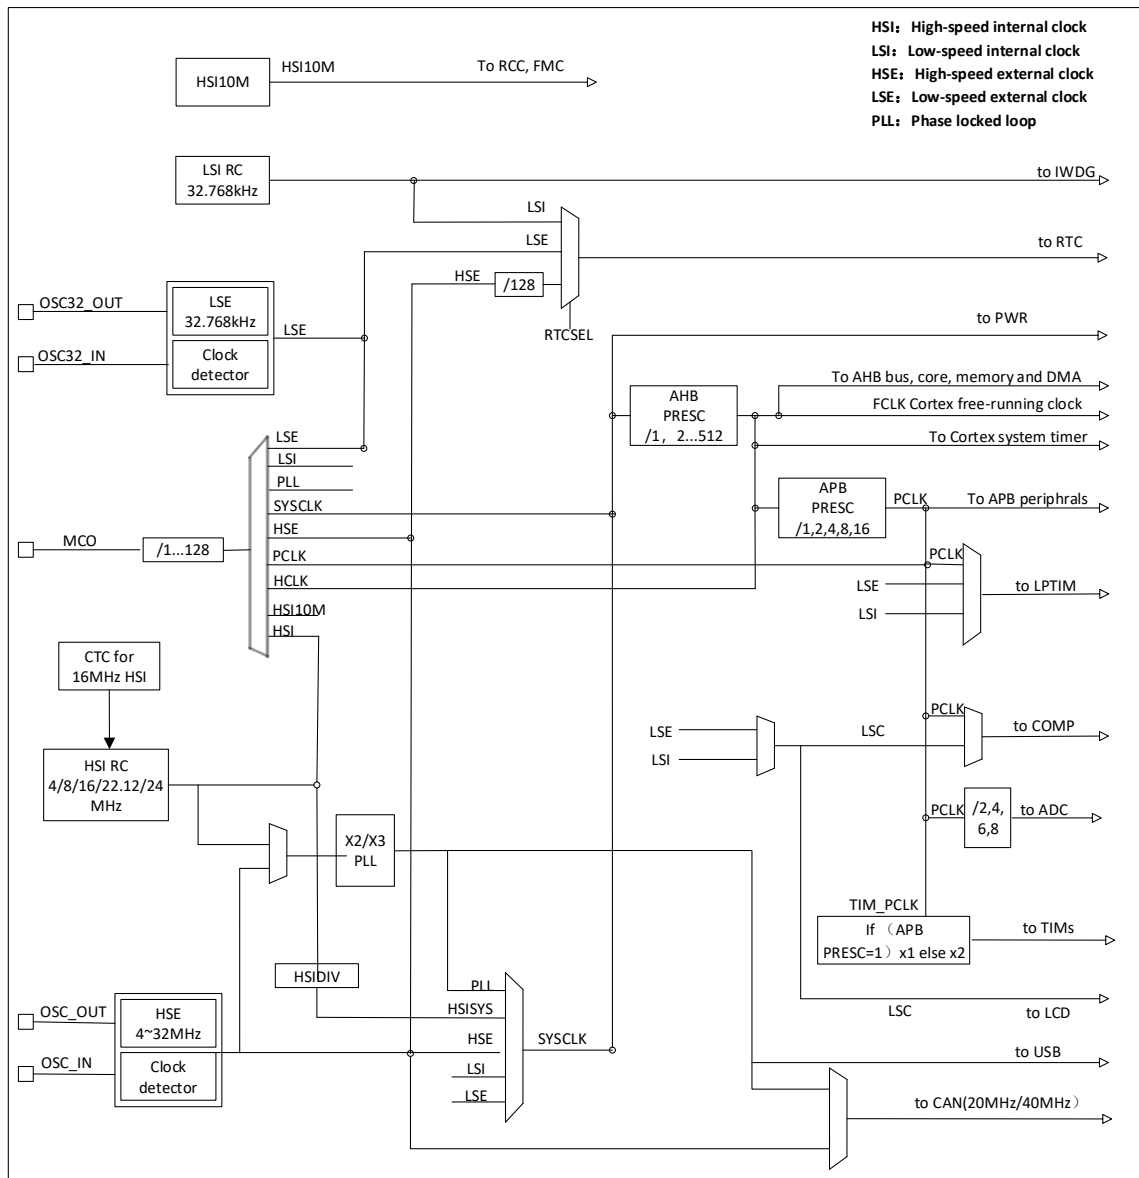 HSI：High-speed internal clock
LSI：Low-speed internal clock
HSE：High-speed external clock
LSE：Low-speed external clock
PLL：Phase locked loop
HSI10M
HSI10M
To RCC, FMC
LSI RC
32.768kHz
to IWDG
LSI
LSE
to RTC
HSE
/128
RTCSEL
OSC32_OUT
LSE
32.768kHz
LSE
OSC32_IN
Clock
detector
to PWR
To AHB bus, core, memory and DMA
AHB
PRESC
/1，2...512
FCLK Cortex free-running clock
To Cortex system timer
LSE
LSI
PLL
SYSCLK
HSE
PCLK
HCLK
HSI10M
HSI
MCO
/1...128
APB
PRESC
/1,2,4,8,16
PCLK
To APB periphrals
PCLK
LSE
LSI
to LPTIM
CTC for
16MHz HSI
HSI RC
4/8/16/22.12/24
MHz
LSE
LSI
LSC
PCLK
to COMP
X2/X3
PLL
PCLK
/2,4,
6,8
to ADC
TIM_PCLK
If （APB
PRESC=1）x1 else x2
to TIMs
HSIDIV
PLL
HSISYS
HSE
LSI
LSE
SYSCLK
LSC
to LCD
OSC_OUT
HSE
4~32MHz
OSC_IN
Clock
detector
to USB
to CAN(20MHz/40MHz）